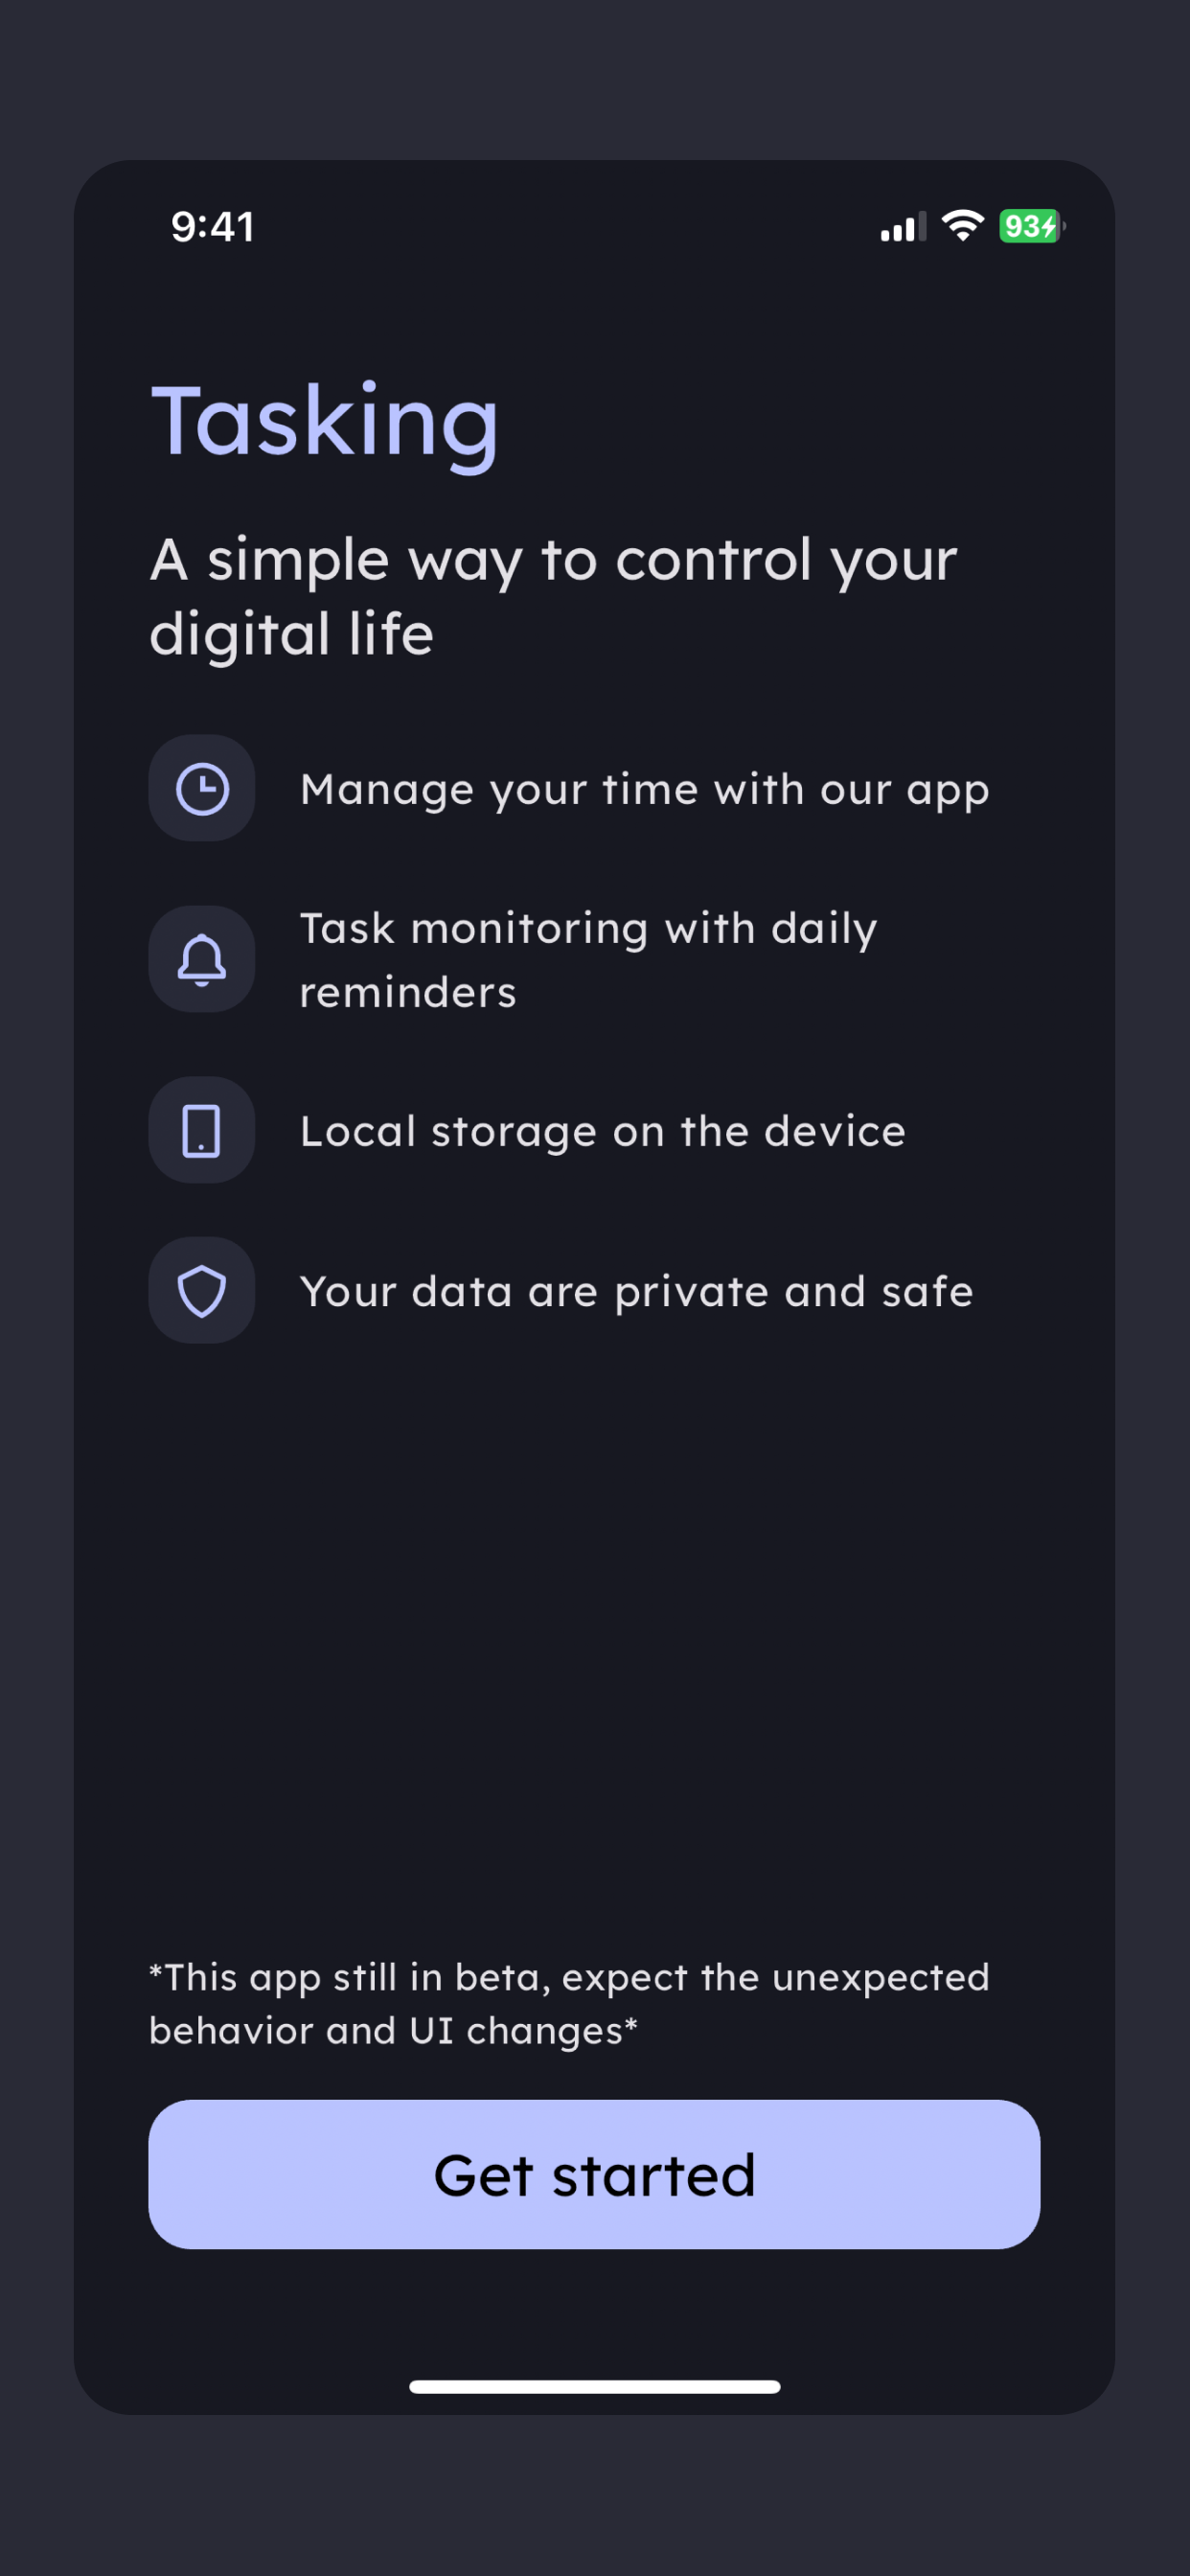 9:41
93
Tasking
A simple way to control your
digital life
Manage your time with our app
Task monitoring with daily
reminders
Local storage on the device
Your data are private and safe
*This app still in beta, expect the unexpected
behavior and UI changes*
Get started